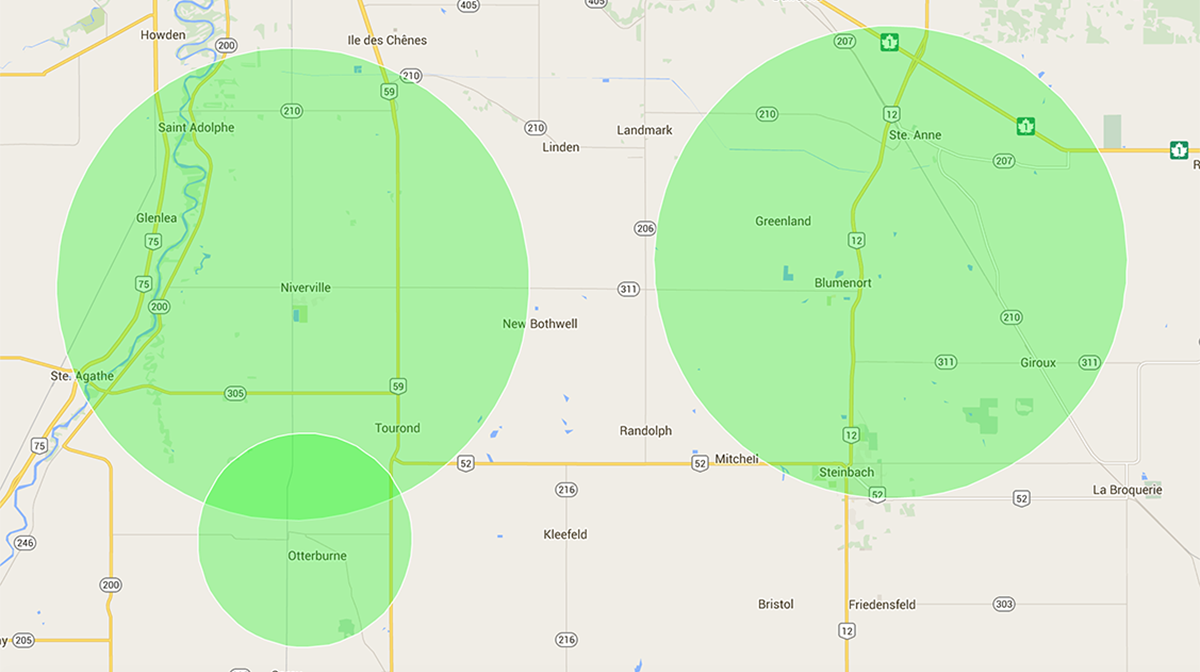 405
405
Howden
200
Ile des Chênes
207
1
210
59
210
210
12
1
210
Saint Adolphe
Landmark
Ste. Anne
Linden
207
1
R
Glenlea
Greenland
206
75
12
75
Niverville
311
Blumenort
200
New Bothwell
210
311
Giroux
311
Ste. Agathe
59
305
Tourond
Randolph
12
75
52
52
Mitchell
Steinbach
216
52
52
La Broquerie
246
Kleefeld
Otterburne
200
Bristol
Friedensfeld
303
12
205
216